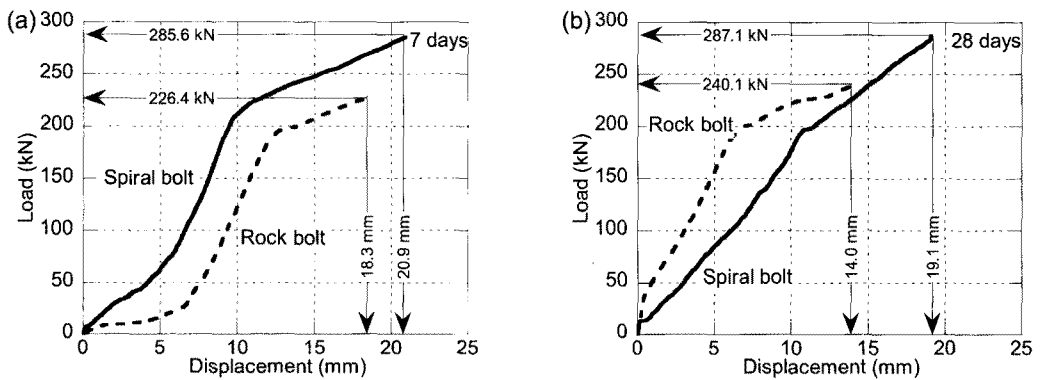 (a)
300
250
200
150
100
50
0
Load (kN)
285.6 kN
7 days
226.4 kN
Spiral bolt
Rock bolt
18.3 mm
20.9 mm
0 5 10 15 20 25
Displacement (mm)
(b)
300
250
200
150
100
50
0
Load (kN)
287.1 kN
28 days
240.1 kN
Rock bolt
Spiral bolt
14.0 mm
19.1 mm
0 5 10 15 20 25
Displacement (mm)